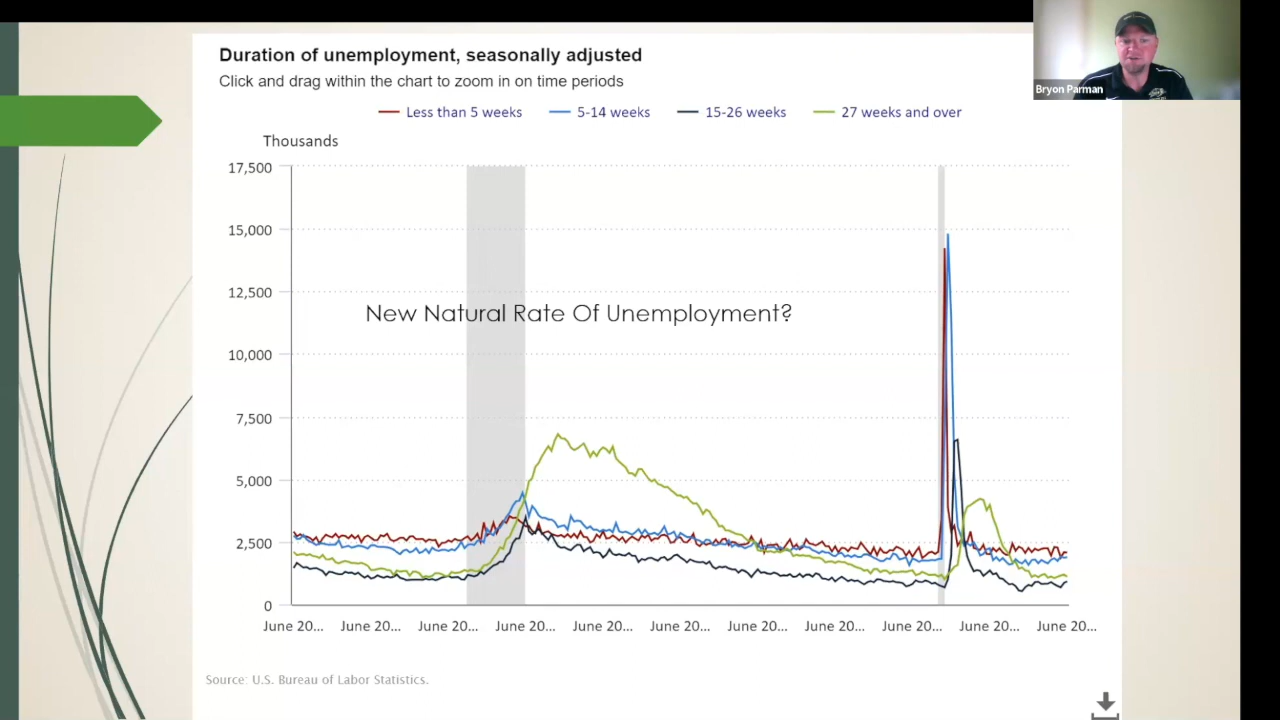 Duration of unemployment, seasonally adjusted
Click and drag within the chart to zoom in on time periods
Bryon Parman
Less than 5 weeks 5-14 weeks 15-26 weeks 27 weeks and over
Thousands
17,500
15,000
12,500
New Natural Rate Of Unemployment?
10,000
7,500
5,000
2,500
0
June 20... June 20... June 20... June 20... June 20... June 20... June 20... June 20... June 20... June 20... June 20...
Source: U.S. Bureau of Labor Statistics.